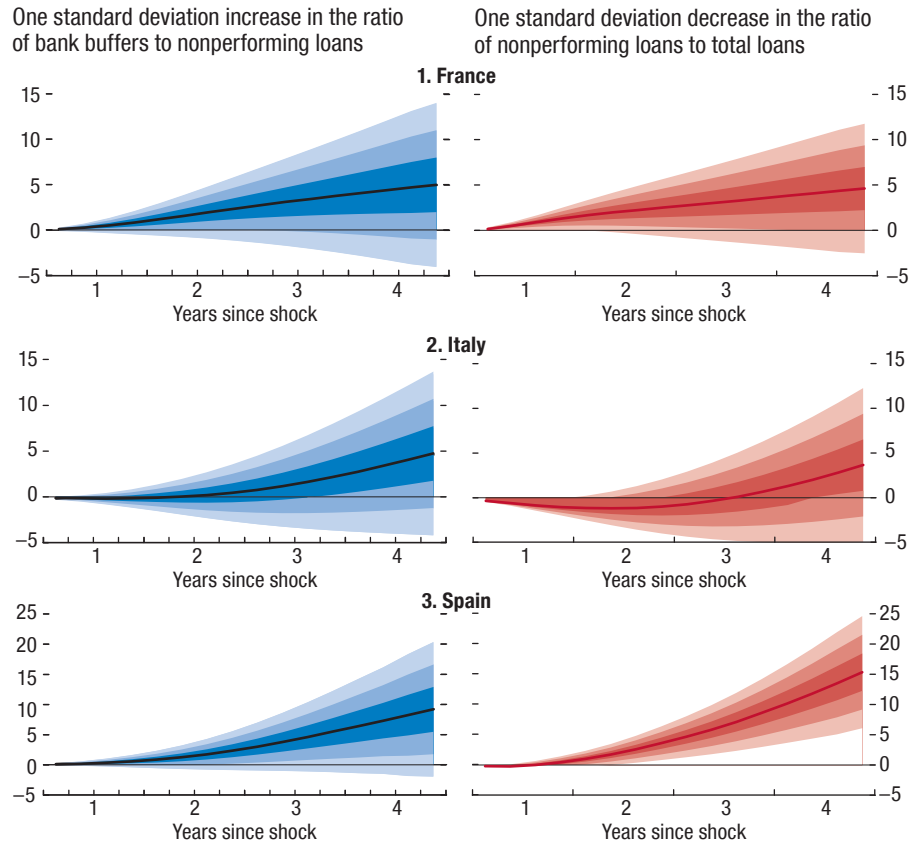 One standard deviation increase in the ratio
of bank buffers to nonperforming loans
One standard deviation decrease in the ratio
of nonperforming loans to total loans
1. France
15
10
5
0
–5
1 2 3 4
Years since shock
15
10
5
0
–5
1 2 3 4
Years since shock
2. Italy
15
10
5
0
–5
1 2 3 4
Years since shock
15
10
5
0
–5
1 2 3 4
Years since shock
3. Spain
25
20
15
10
5
0
–5
1 2 3 4
Years since shock
25
20
15
10
5
0
–5
1 2 3 4
Years since shock